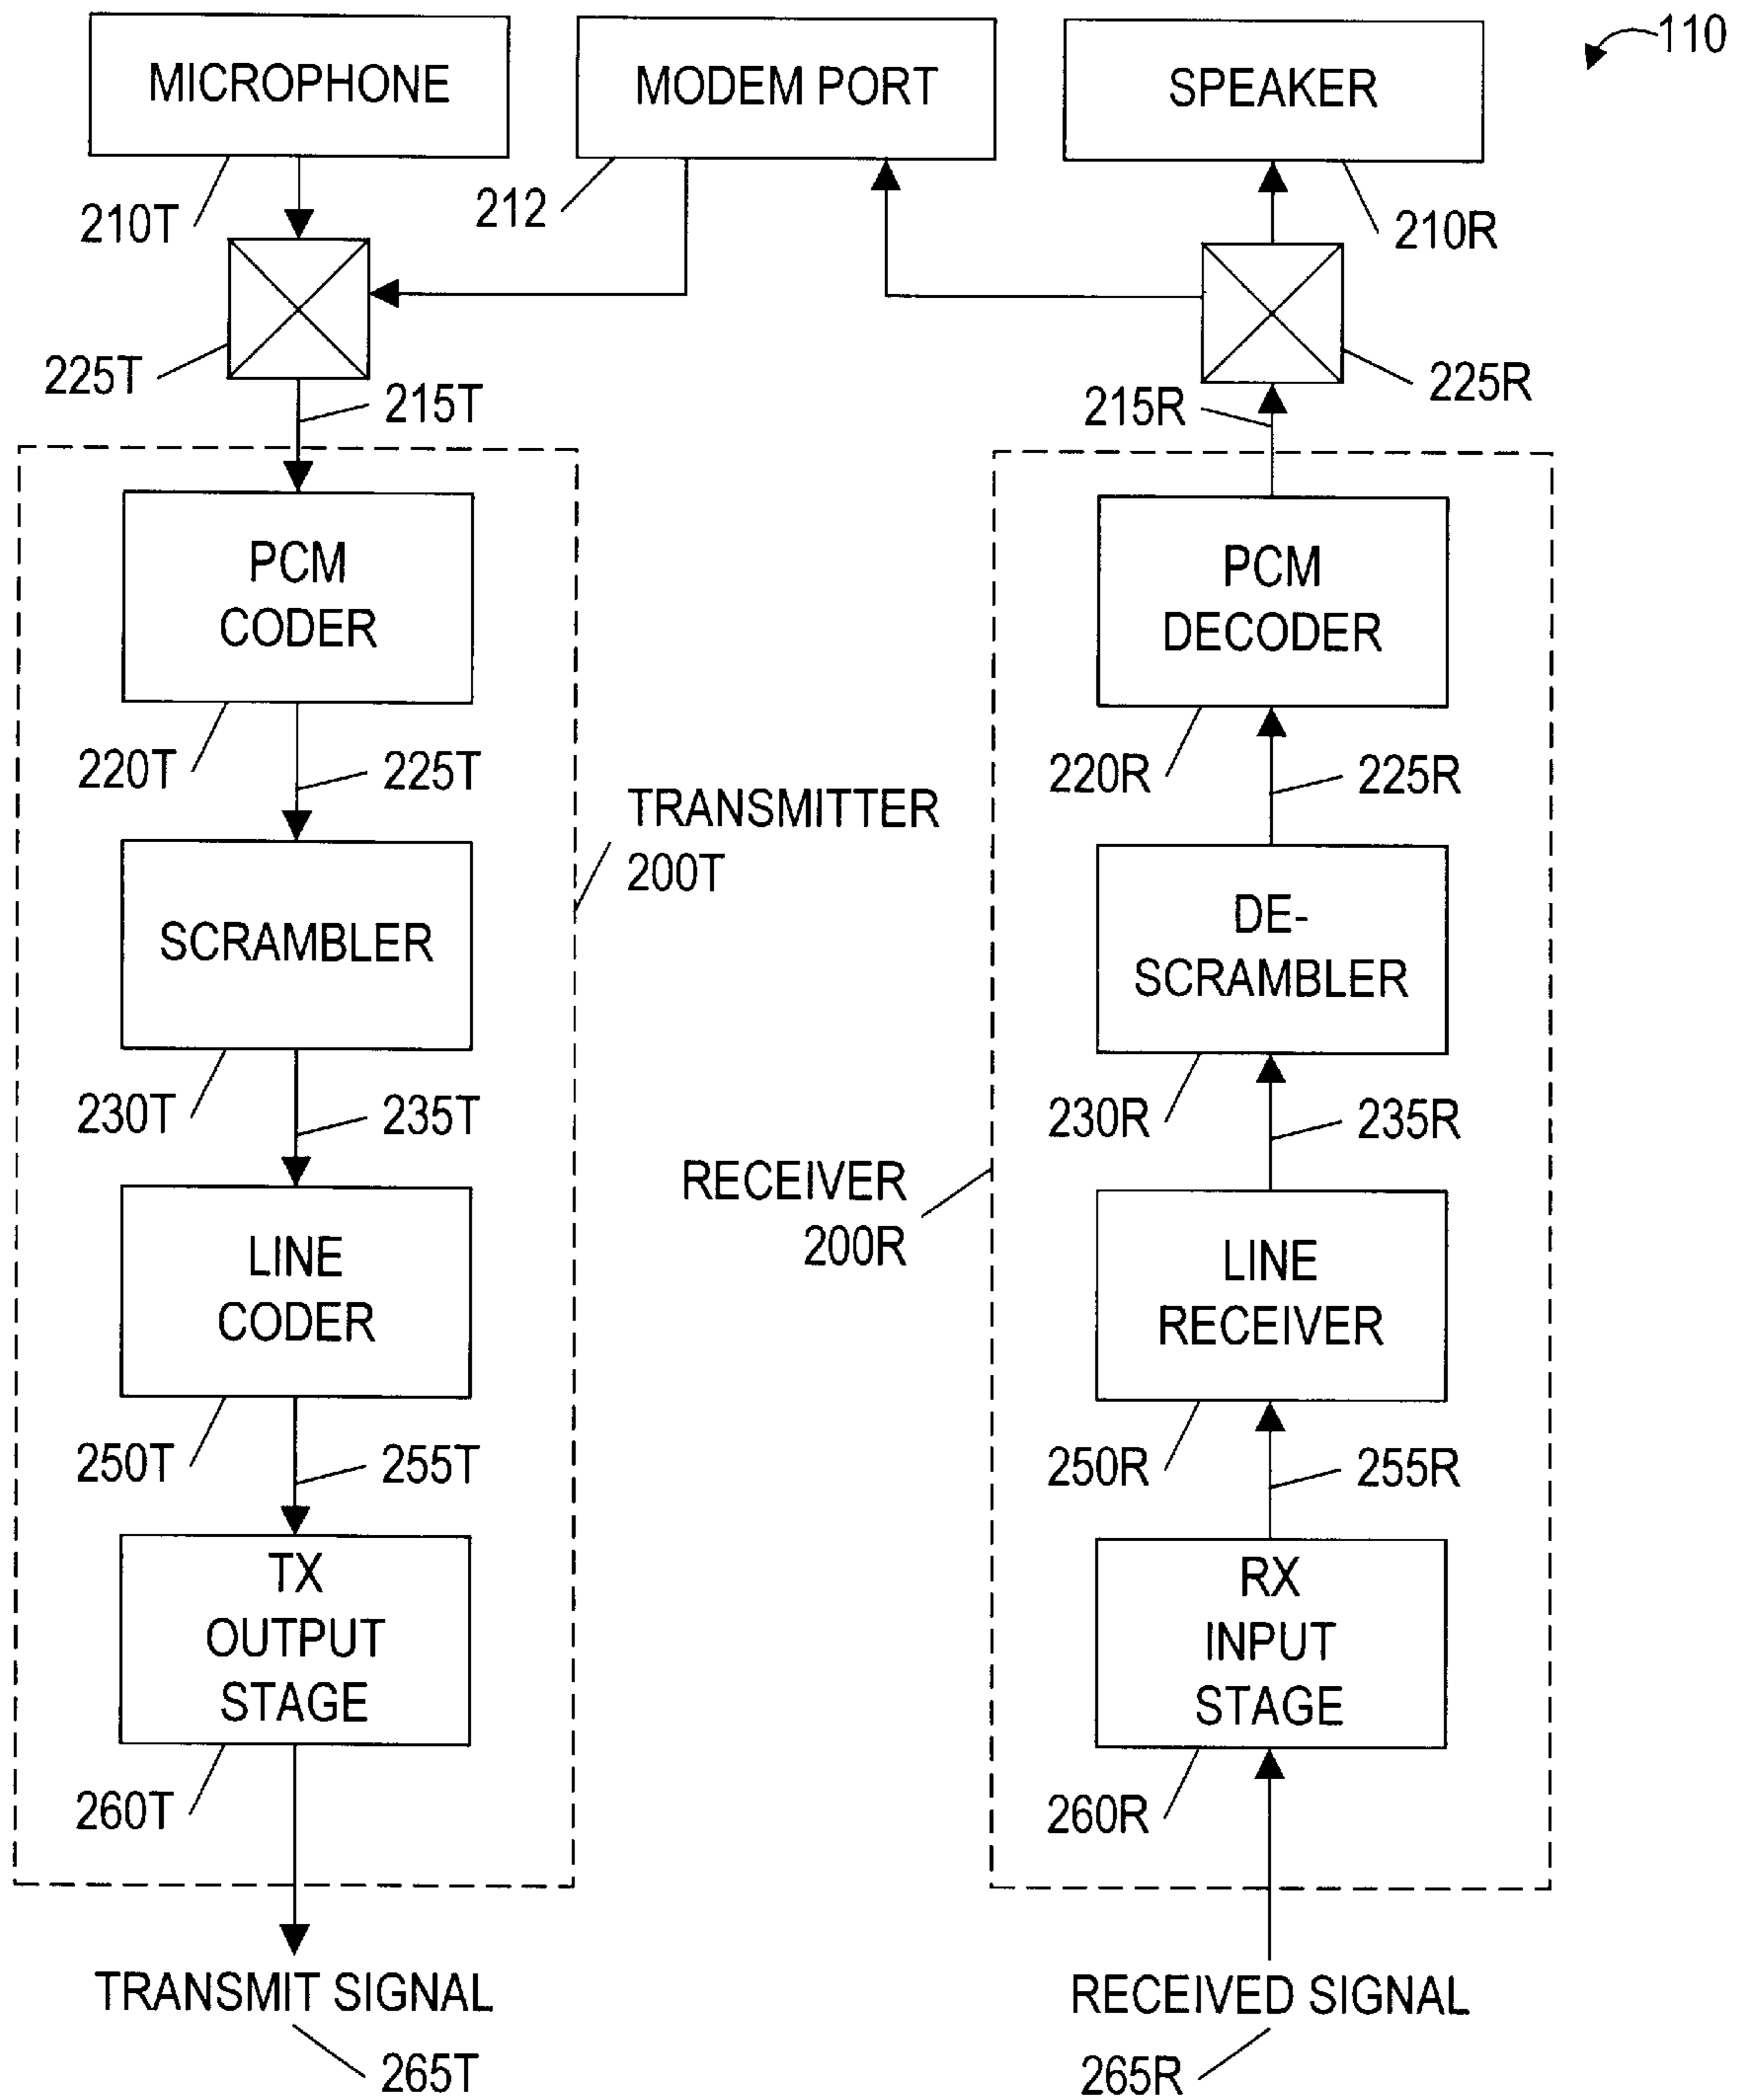 110
MICROPHONE
MODEM PORT
SPEAKER
210T
212
210R
225T
215T
215R
225R
PCM
CODER
PCM
DECODER
220T
225T
220R
225R
TRANSMITTER
200T
SCRAMBLER
DE-
SCRAMBLER
230T
235T
230R
235R
RECEIVER
200R
LINE
CODER
LINE
RECEIVER
250T
255T
250R
255R
TX
OUTPUT
STAGE
RX
INPUT
STAGE
260T
260R
TRANSMIT SIGNAL
265T
RECEIVED SIGNAL
265R